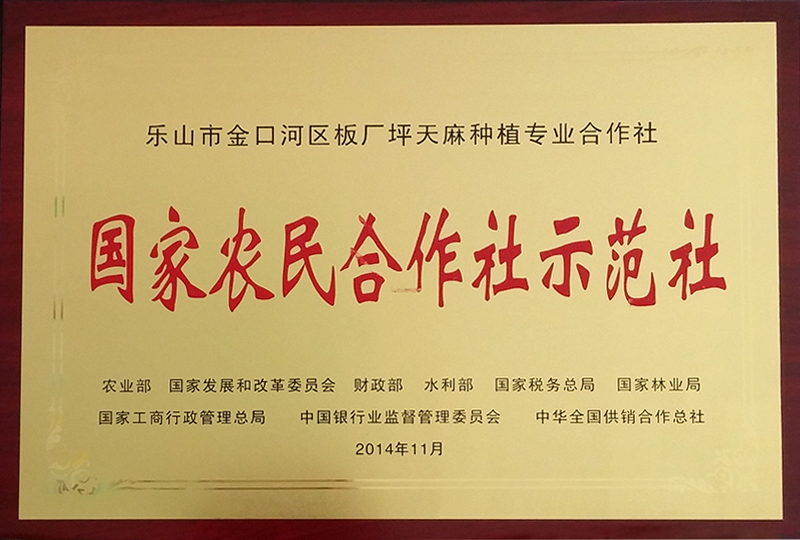 乐山市金口河区板厂坪天麻种植专业合作社
国家农民合作社示范社
农业部 国家发展和改革委员会 财政部 水利部 国家税务总局 国家林业局
国家工商行政管理总局 中国银行业监督管理委员会 中华全国供销合作总社
2014年11月